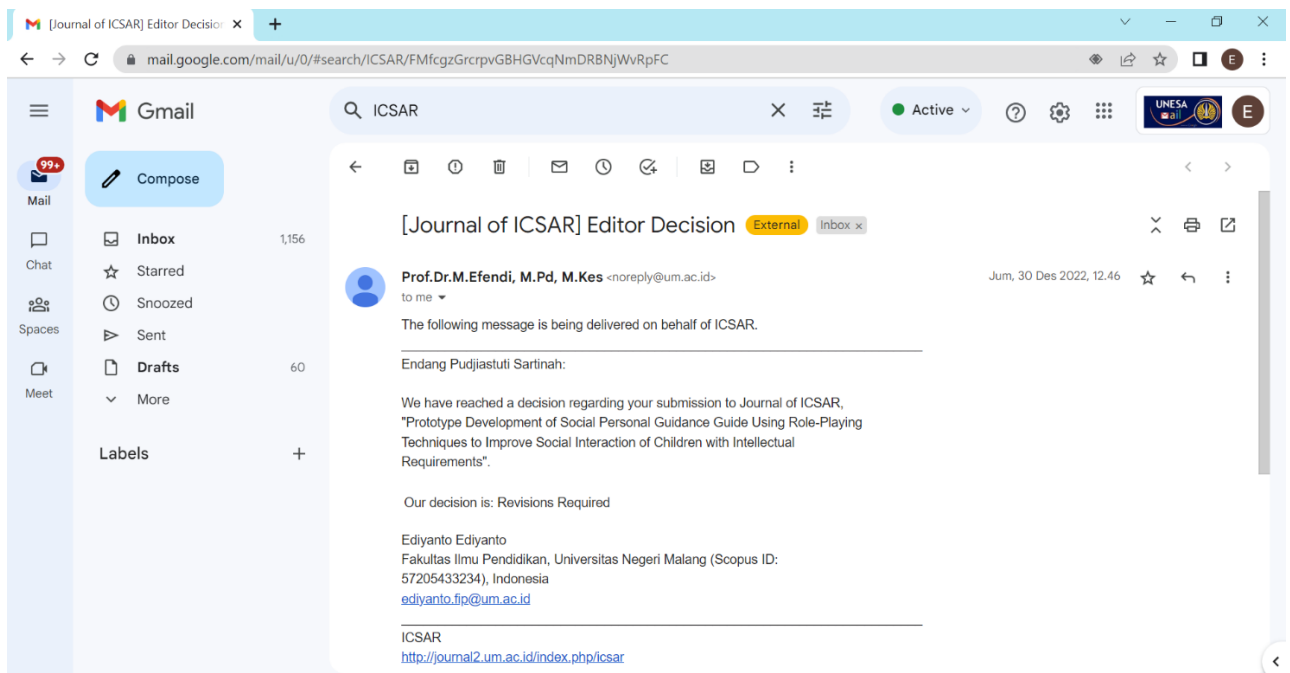 [Journal of ICSAR] Editor Decision
mail.google.com/mail/u/0/#search/ICSAR/FMfcgzGrcrpvGBHGVcqNmDRBNjWvRpFC
E
Gmail
ICSAR
Active
UNESA
mail
E
99+
Mail
Chat
Spaces
Meet
Compose
Inbox 1,156
Starred
Snoozed
Sent
Drafts 60
More
Labels
[Journal of ICSAR] Editor Decision External Inbox x
Prof.Dr.M.Efendi, M.Pd, M.Kes <noreply@um.ac.id> Jum, 30 Des 2022, 12.46
to me
The following message is being delivered on behalf of ICSAR.
Endang Pudjiastuti Sartinah:
We have reached a decision regarding your submission to Journal of ICSAR,
"Prototype Development of Social Personal Guidance Guide Using Role-Playing
Techniques to Improve Social Interaction of Children with Intellectual
Requirements".
Our decision is: Revisions Required
Ediyanto Ediyanto
Fakultas Ilmu Pendidikan, Universitas Negeri Malang (Scopus ID:
57205433234), Indonesia
ediyanto.fip@um.ac.id
ICSAR
http://journal2.um.ac.id/index.php/icsar